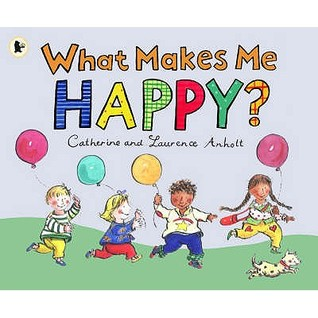 What Makes Me
HAPPY?
Catherine and Laurence Anholt